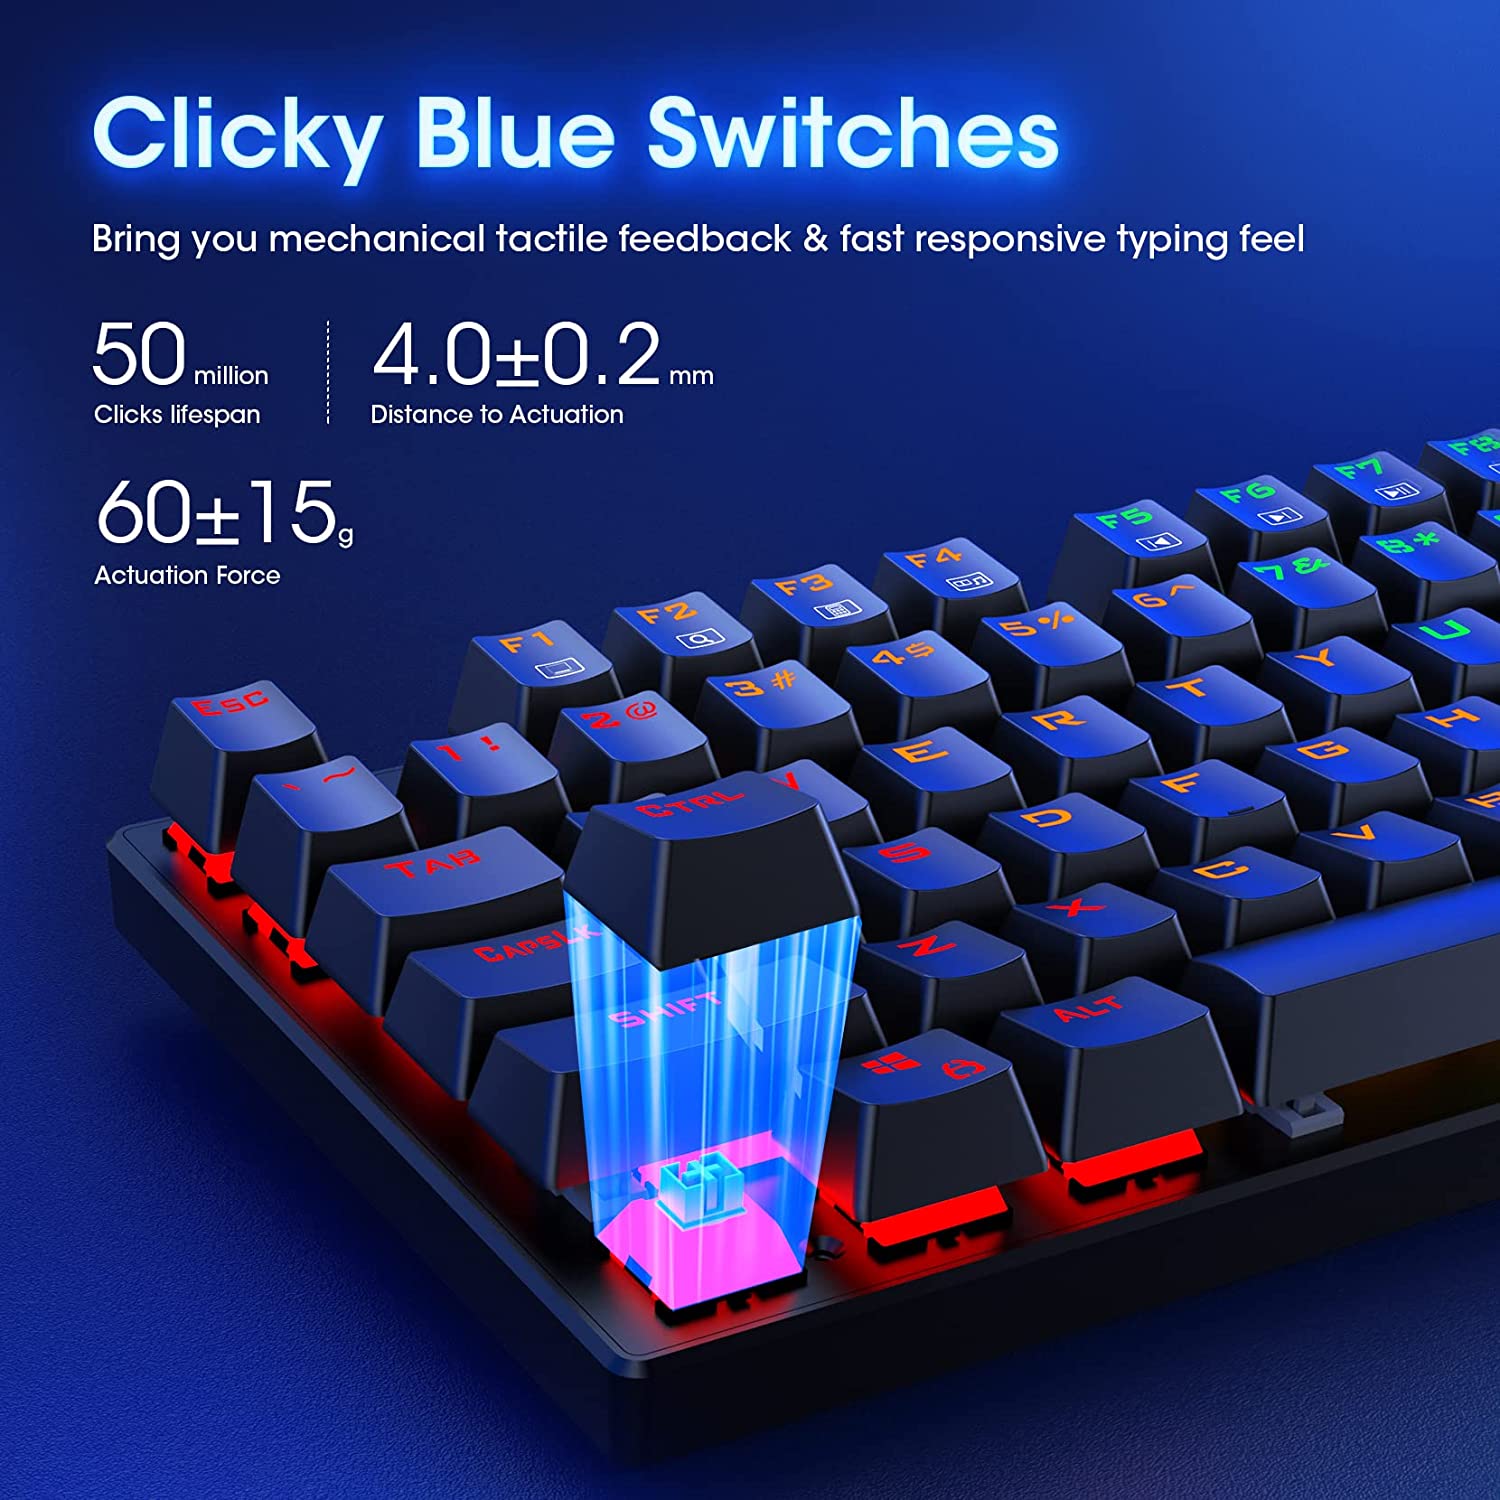 Clicky Blue Switches
Bring you mechanical tactile feedback & fast responsive typing feel
50 million
Clicks lifespan
4.0±0.2 mm
Distance to Actuation
60±15g
Actuation Force
F5 F6 F7 F8
F1 F2 F3 F4
7& 8*
Esc 1! 2@ 3# 4$ 5% 6^
` ~
TAB E R T Y U
CTRL
CapsLk S D F G H
SHIFT Z X C V
ALT